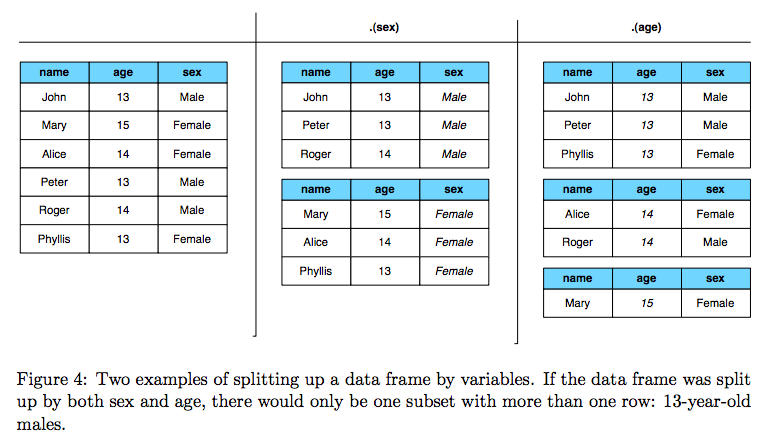 .(sex)
.(age)
name age sex
John 13 Male
Mary 15 Female
Alice 14 Female
Peter 13 Male
Roger 14 Male
Phyllis 13 Female
name age sex
John 13 Male
Peter 13 Male
Roger 14 Male
name age sex
Mary 15 Female
Alice 14 Female
Phyllis 13 Female
name age sex
John 13 Male
Peter 13 Male
Phyllis 13 Female
name age sex
Alice 14 Female
Roger 14 Male
name age sex
Mary 15 Female
Figure 4: Two examples of splitting up a data frame by variables. If the data frame was split
up by both sex and age, there would only be one subset with more than one row: 13-year-old
males.